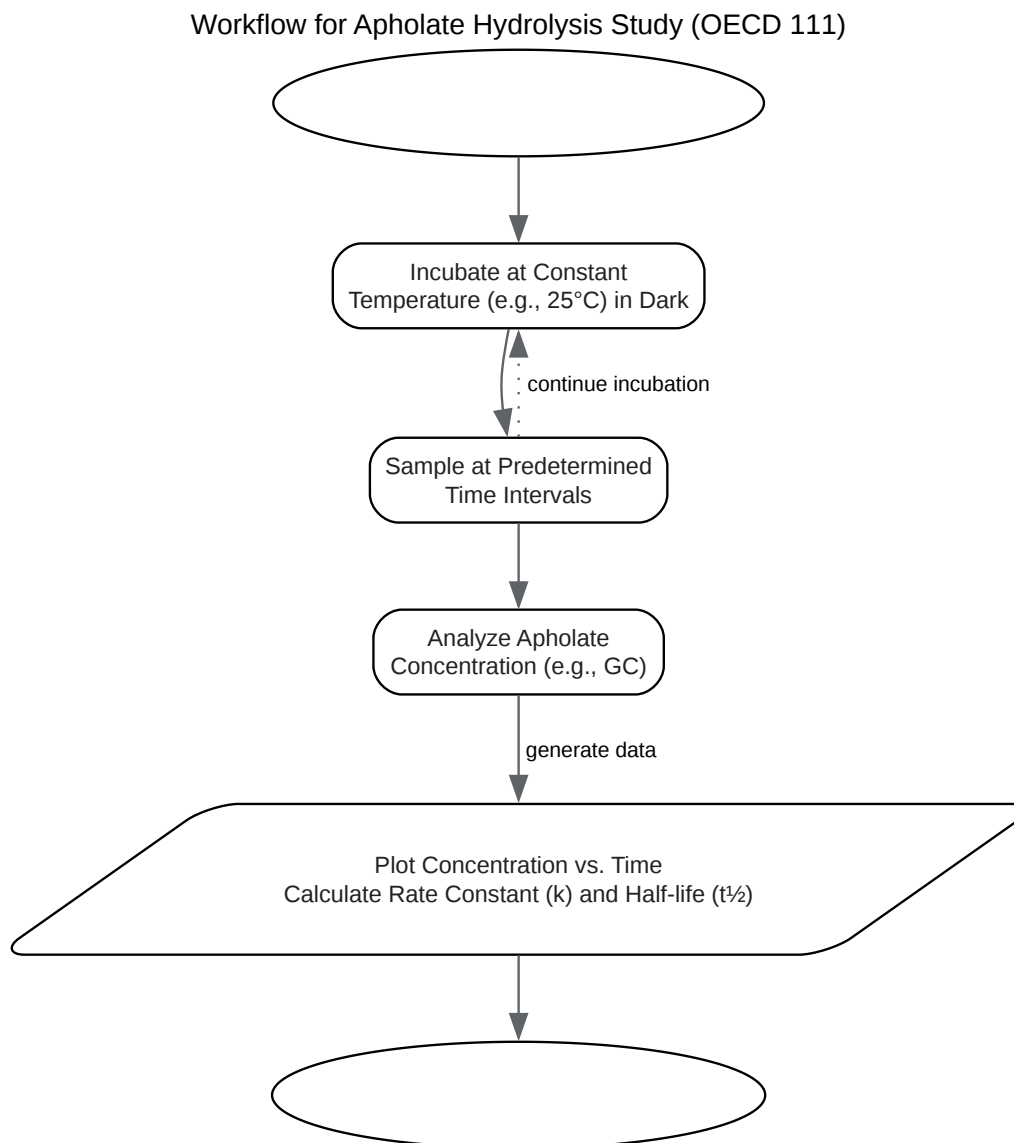 Workflow for Apholate Hydrolysis Study (OECD 111)
Incubate at Constant
Temperature (e.g., 25°C) in Dark
continue incubation
Sample at Predetermined
Time Intervals
Analyze Apholate
Concentration (e.g., GC)
generate data
Plot Concentration vs. Time
Calculate Rate Constant (k) and Half-life (t½)